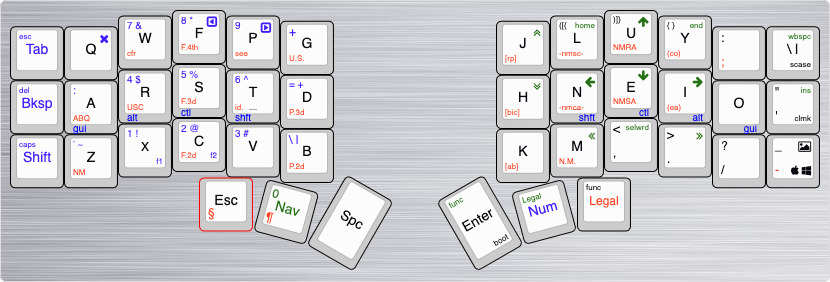 esc
Tab
Q
7 &
W
cfr
8 *
F
F.4th
9
P
see
+
G
U.S.
J
[rp]
([{ home
L
-nmsc-
)]}
U
NMRA
( ) end
Y
(co)
:
;
wbspc
\ |
scase
del
Bksp
:
A
ABQ
gui
4 $
R
USC
alt
5 %
S
F.3d
ctl
6 ^
T
id. __
shft
= +
D
P.3d
H
[bic]
N
-nmca-
shft
E
NMSA
ctl
I
(ea)
alt
O
gui
" ins
'
clmk
caps
Shift
` ~
Z
NM
1 !
X
f1
2 @
C
F.2d f2
3 #
V
\ |
B
P.2d
K
[ab]
M
N.M.
< selwrd
,
>
.
?
/
_
-
Esc
§
0
Nav
¶
Spc
func
Enter
boot
Legal
Num
func
Legal